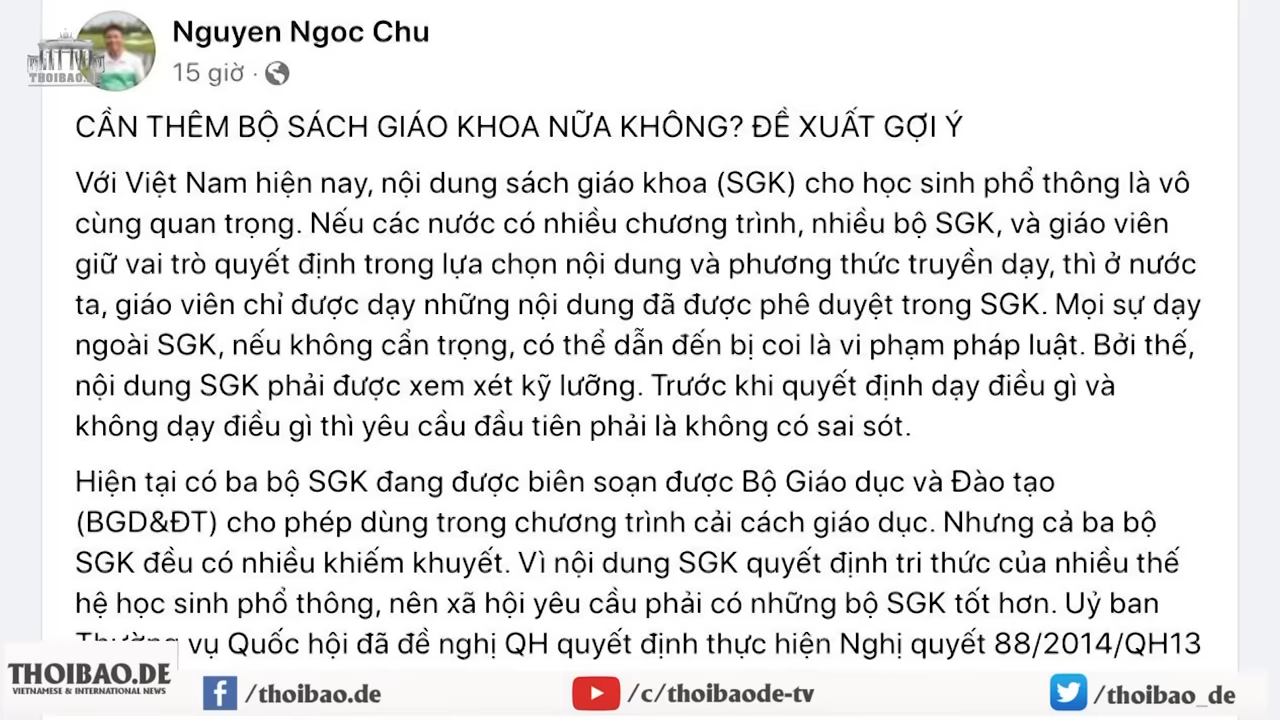 Nguyen Ngoc Chu
15 giờ ·
THOIBAO.DE
CẦN THÊM BỘ SÁCH GIÁO KHOA NỮA KHÔNG? ĐỀ XUẤT GỢI Ý
Với Việt Nam hiện nay, nội dung sách giáo khoa (SGK) cho học sinh phổ thông là vô
cùng quan trọng. Nếu các nước có nhiều chương trình, nhiều bộ SGK, và giáo viên
giữ vai trò quyết định trong lựa chọn nội dung và phương thức truyền dạy, thì ở nước
ta, giáo viên chỉ được dạy những nội dung đã được phê duyệt trong SGK. Mọi sự dạy
ngoài SGK, nếu không cẩn trọng, có thể dẫn đến bị coi là vi phạm pháp luật. Bởi thế,
nội dung SGK phải được xem xét kỹ lưỡng. Trước khi quyết định dạy điều gì và
không dạy điều gì thì yêu cầu đầu tiên phải là không có sai sót.
Hiện tại có ba bộ SGK đang được biên soạn được Bộ Giáo dục và Đào tạo
(BGD&ĐT) cho phép dùng trong chương trình cải cách giáo dục. Nhưng cả ba bộ
SGK đều có nhiều khiếm khuyết. Vì nội dung SGK quyết định tri thức của nhiều thế
hệ học sinh phổ thông, nên xã hội yêu cầu phải có những bộ SGK tốt hơn. Uỷ ban
Thường vụ Quốc hội đã đề nghị QH quyết định thực hiện Nghị quyết 88/2014/QH13
THOIBAO.DE
VIETNAMESE & INTERNATIONAL NEWS
/thoibao.de
/c/thoibaode-tv
/thoibao_de